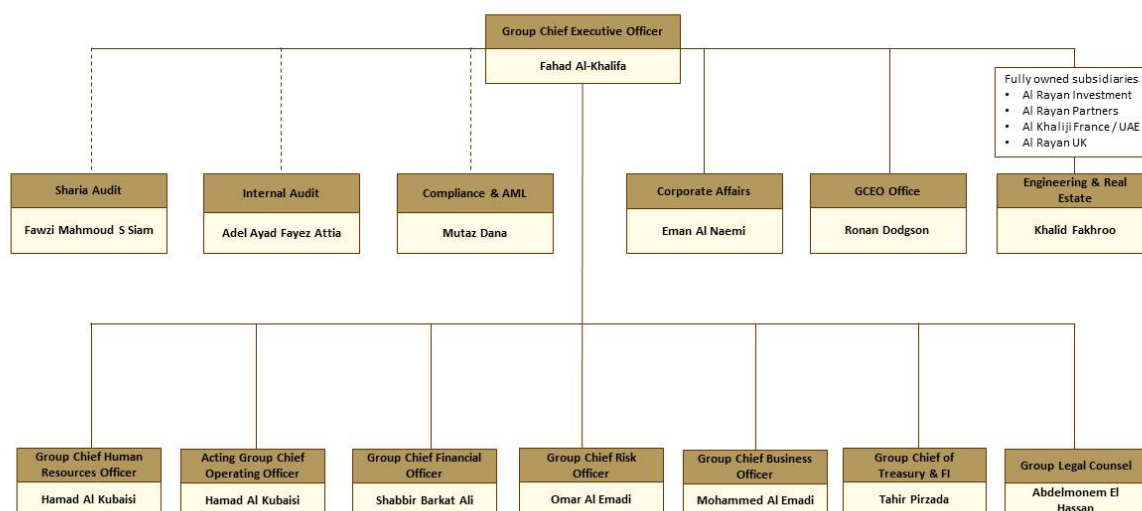 Group Chief Executive Officer
Fahad Al-Khalifa
Fully owned subsidiaries
• Al Rayan Investment
• Al Rayan Partners
• Al Khaliji France / UAE
• Al Rayan UK
Sharia Audit
Fawzi Mahmoud S Siam
Internal Audit
Adel Ayad Fayez Attia
Compliance & AML
Mutaz Dana
Corporate Affairs
Eman Al Naemi
GCEO Office
Ronan Dodgson
Engineering & Real
Estate
Khalid Fakhroo
Group Chief Human
Resources Officer
Hamad Al Kubaisi
Acting Group Chief
Operating Officer
Hamad Al Kubaisi
Group Chief Financial
Officer
Shabbir Barkat Ali
Group Chief Risk
Officer
Omar Al Emadi
Group Chief Business
Officer
Mohammed Al Emadi
Group Chief of
Treasury & FI
Tahir Pirzada
Group Legal Counsel
Abdelmonem El
Hassan